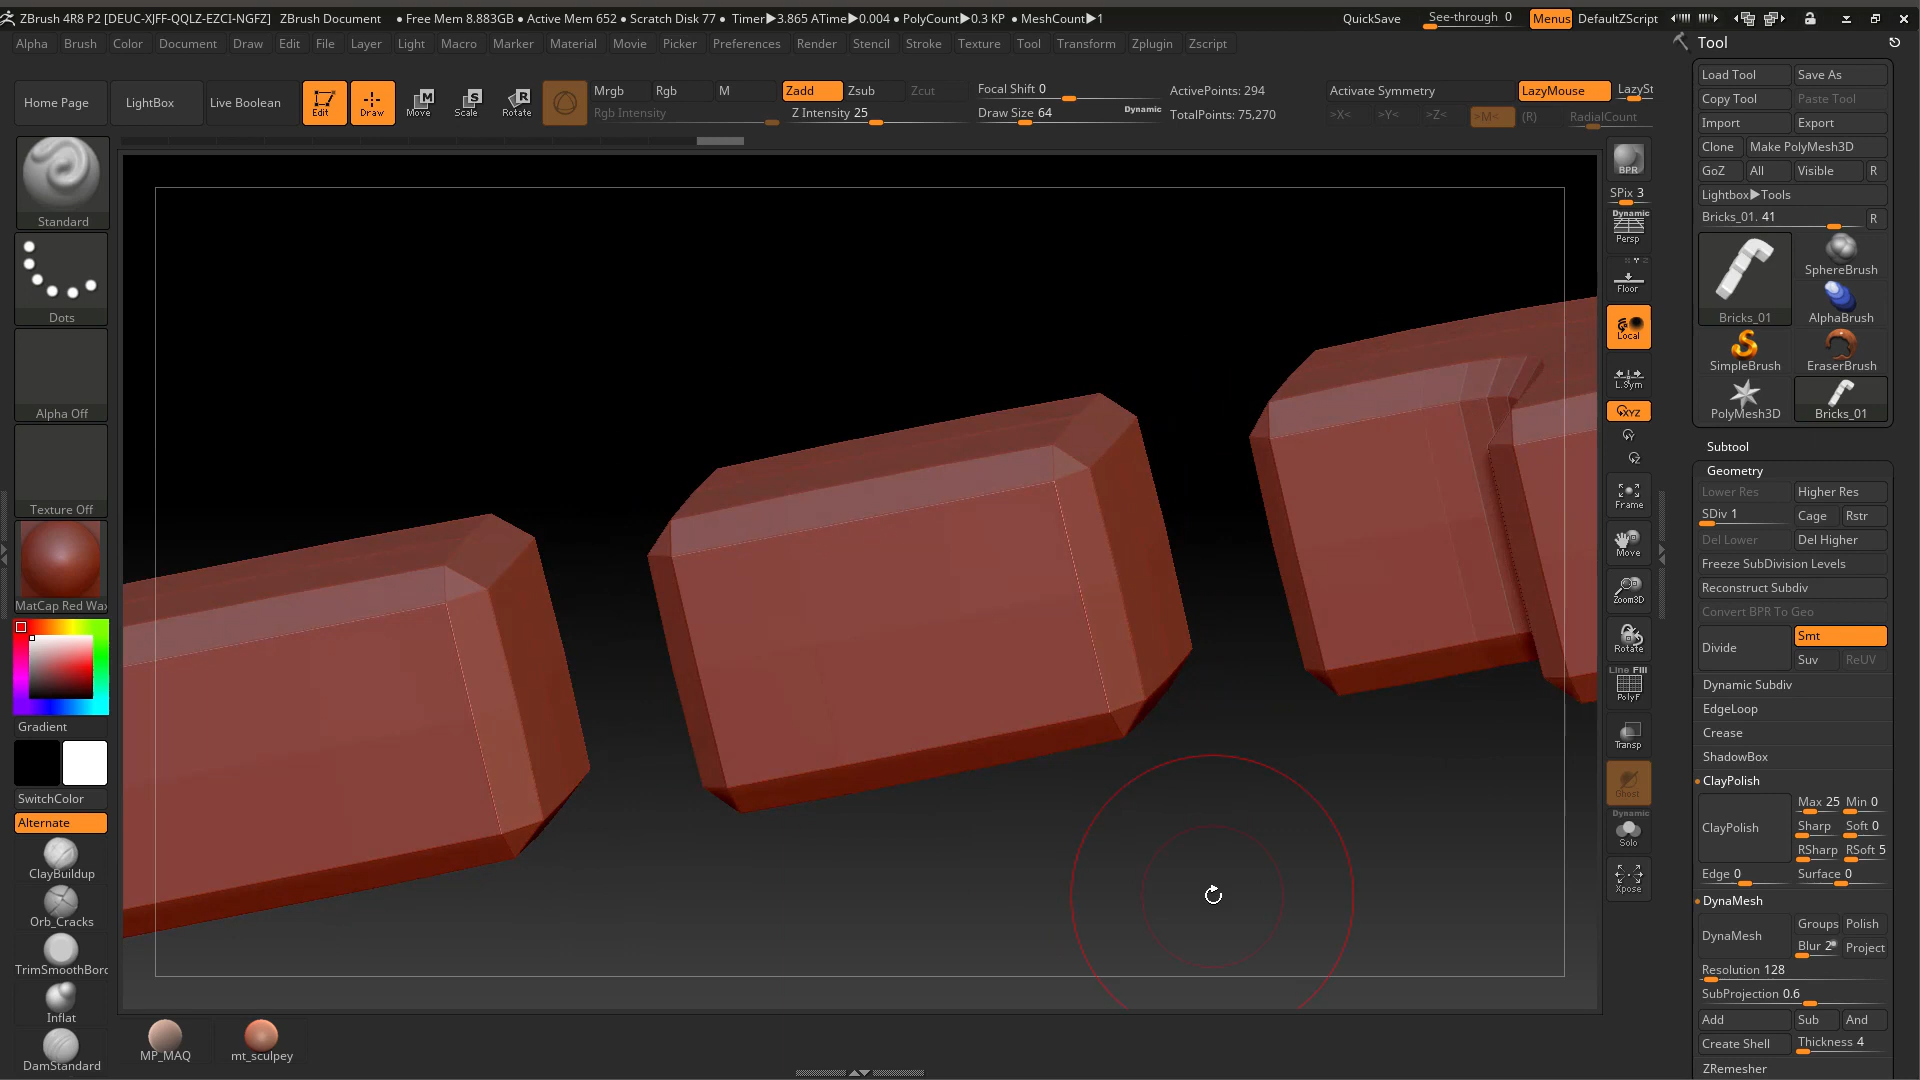 ZBrush 4R8 P2 [DEUC-XJFF-QQLZ-EZCI-NGFZ] ZBrush Document • Free Mem 8.883GB • Active Mem 652 • Scratch Disk 77 • Timer▶3.865 ATime▶0.004 • PolyCount▶0.3 KP • MeshCount▶1 QuickSave See-through 0 Menus DefaultZScript
Alpha Brush Color Document Draw Edit File Layer Light Macro Marker Material Movie Picker Preferences Render Stencil Stroke Texture Tool Transform Zplugin Zscript
Home Page LightBox Live Boolean Edit Draw Move Scale Rotate
Mrgb Rgb M Zadd Zsub Zcut Focal Shift 0 ActivePoints: 294 Activate Symmetry LazyMouse LazySt
Rgb Intensity Z Intensity 25 Draw Size 64 Dynamic TotalPoints: 75,270 >X< >Y< >Z< >M< (R) RadialCount
Standard
Dots
Alpha Off
Texture Off
MatCap Red Wax
Gradient
SwitchColor
Alternate
ClayBuildup
Orb_Cracks
TrimSmoothBord
Inflat
DamStandard
MP_MAQ mt_sculpey
BPR
SPix 3
Dynamic
Persp
Floor
Local
L.Sym
XYZ
Frame
Move
Zoom3D
Rotate
Line Fill
PolyF
Transp
Ghost
Dynamic
Solo
Xpose
Tool
Load Tool Save As
Copy Tool Paste Tool
Import Export
Clone Make PolyMesh3D
GoZ All Visible R
Lightbox▶Tools
Bricks_01. 41 R
Bricks_01 SphereBrush
AlphaBrush
SimpleBrush EraserBrush
PolyMesh3D Bricks_01
Subtool
Geometry
Lower Res Higher Res
SDiv 1 Cage Rstr
Del Lower Del Higher
Freeze SubDivision Levels
Reconstruct Subdiv
Convert BPR To Geo
Divide Smt
Suv ReUV
Dynamic Subdiv
EdgeLoop
Crease
ShadowBox
ClayPolish
ClayPolish Max 25 Min 0
Sharp Soft 0
RSharp RSoft 5
Edge 0 Surface 0
DynaMesh
DynaMesh Groups Polish
Blur 2 Project
Resolution 128
SubProjection 0.6
Add Sub And
Create Shell Thickness 4
ZRemesher